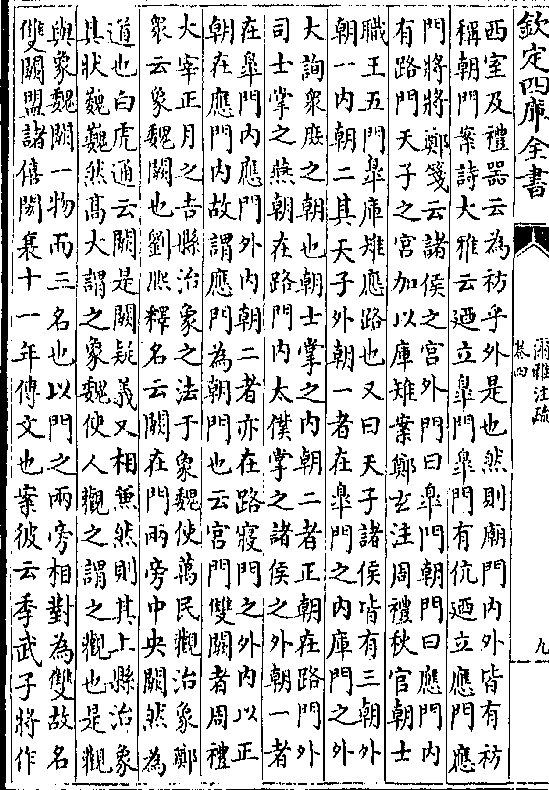 欽定四庫全書
爾雅注疏
卷四
九
西室及禮器云為祊乎外是也然則廟門內外皆有祊
稱朝門案詩大雅云廼立臯門臯門有伉廼立應門應
門將將鄭箋云諸侯之宮外門曰臯門朝門曰應門內
有路門天子之宮加以庫雉案鄭玄注周禮秋官朝士
職王五門臯庫雉應路也又曰天子諸侯皆有三朝外
朝一內朝二其天子外朝一者在臯門之內庫門之外
大詢衆庶之朝也朝士掌之內朝二者正朝在路門外
司士掌之燕朝在路門內太僕掌之諸侯之外朝一者
在臯門內應門外內朝二者亦在路寢門之外內以正
朝在應門內故謂應門為朝門也云宮門雙闕者周禮
大宰正月之吉縣治象之法于象魏使萬民觀治象鄭
衆云象魏闕也劉熙釋名云闕在門兩旁中央闕然為
道也白虎通云闕是闕疑義又相兼然則其上縣治象
其狀巍巍然高大謂之象魏使人觀之謂之觀也是觀
與象魏闕一物而三名也以門之兩旁相對為雙故名
雙闕盟諸僖閎襄十一年傳文也案彼云季武子將作